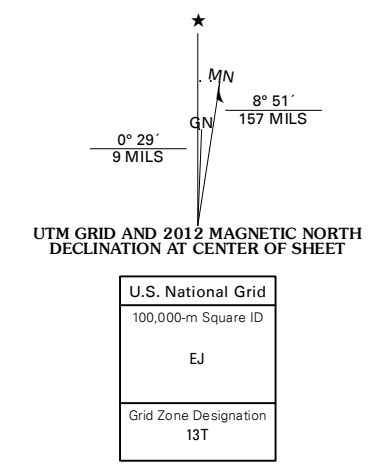 ★
MN
GN
8° 51´
157 MILS
0° 29´
9 MILS
UTM GRID AND 2012 MAGNETIC NORTH
DECLINATION AT CENTER OF SHEET
U.S. National Grid
100,000-m Square ID
EJ
Grid Zone Designation
13T